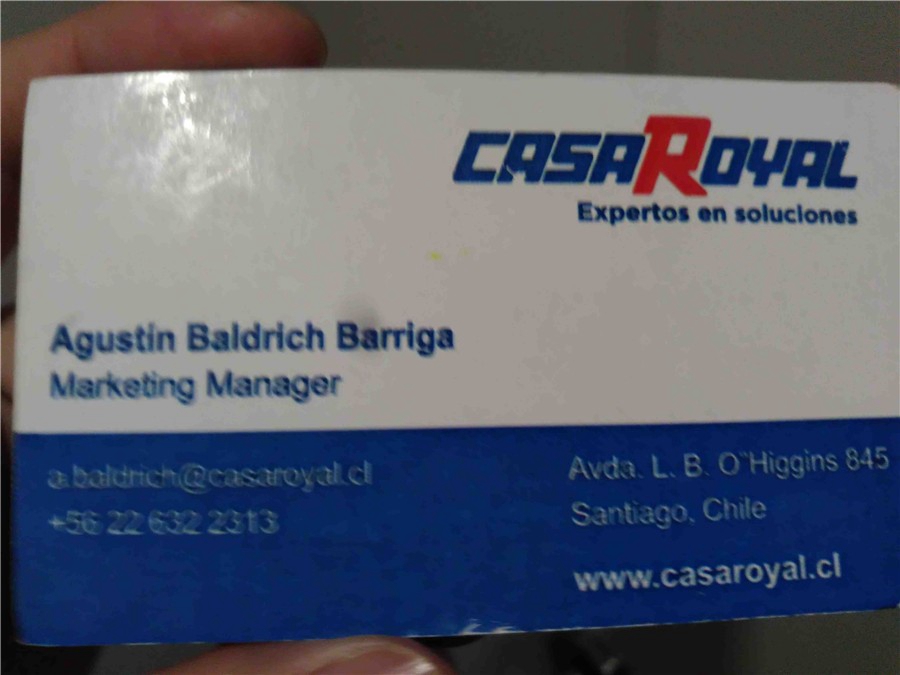 CASAROYAL
Expertos en soluciones
Agustín Baldrich Barriga
Marketing Manager
a.baldrich@casaroyal.cl
+56 22 632 2313
Avda. L. B. O¨Higgins 845
Santiago, Chile
www.casaroyal.cl